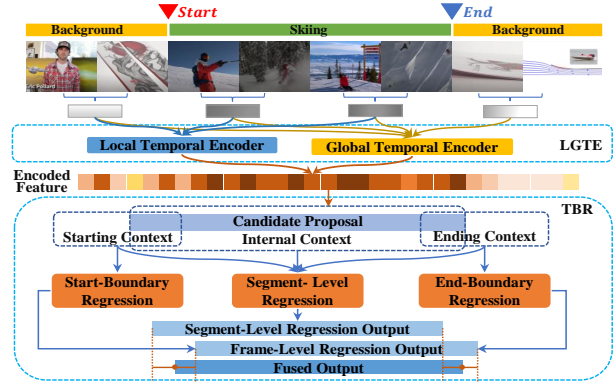 Start
End
Background
Skiing
Background
Eric Pollard
Local Temporal Encoder
Global Temporal Encoder
LGTE
Encoded
Feature
TBR
Candidate Proposal
Starting Context
Internal Context
Ending Context
Start-Boundary
Regression
Segment- Level
Regression
End-Boundary
Regression
Segment-Level Regression Output
Frame-Level Regression Output
Fused Output